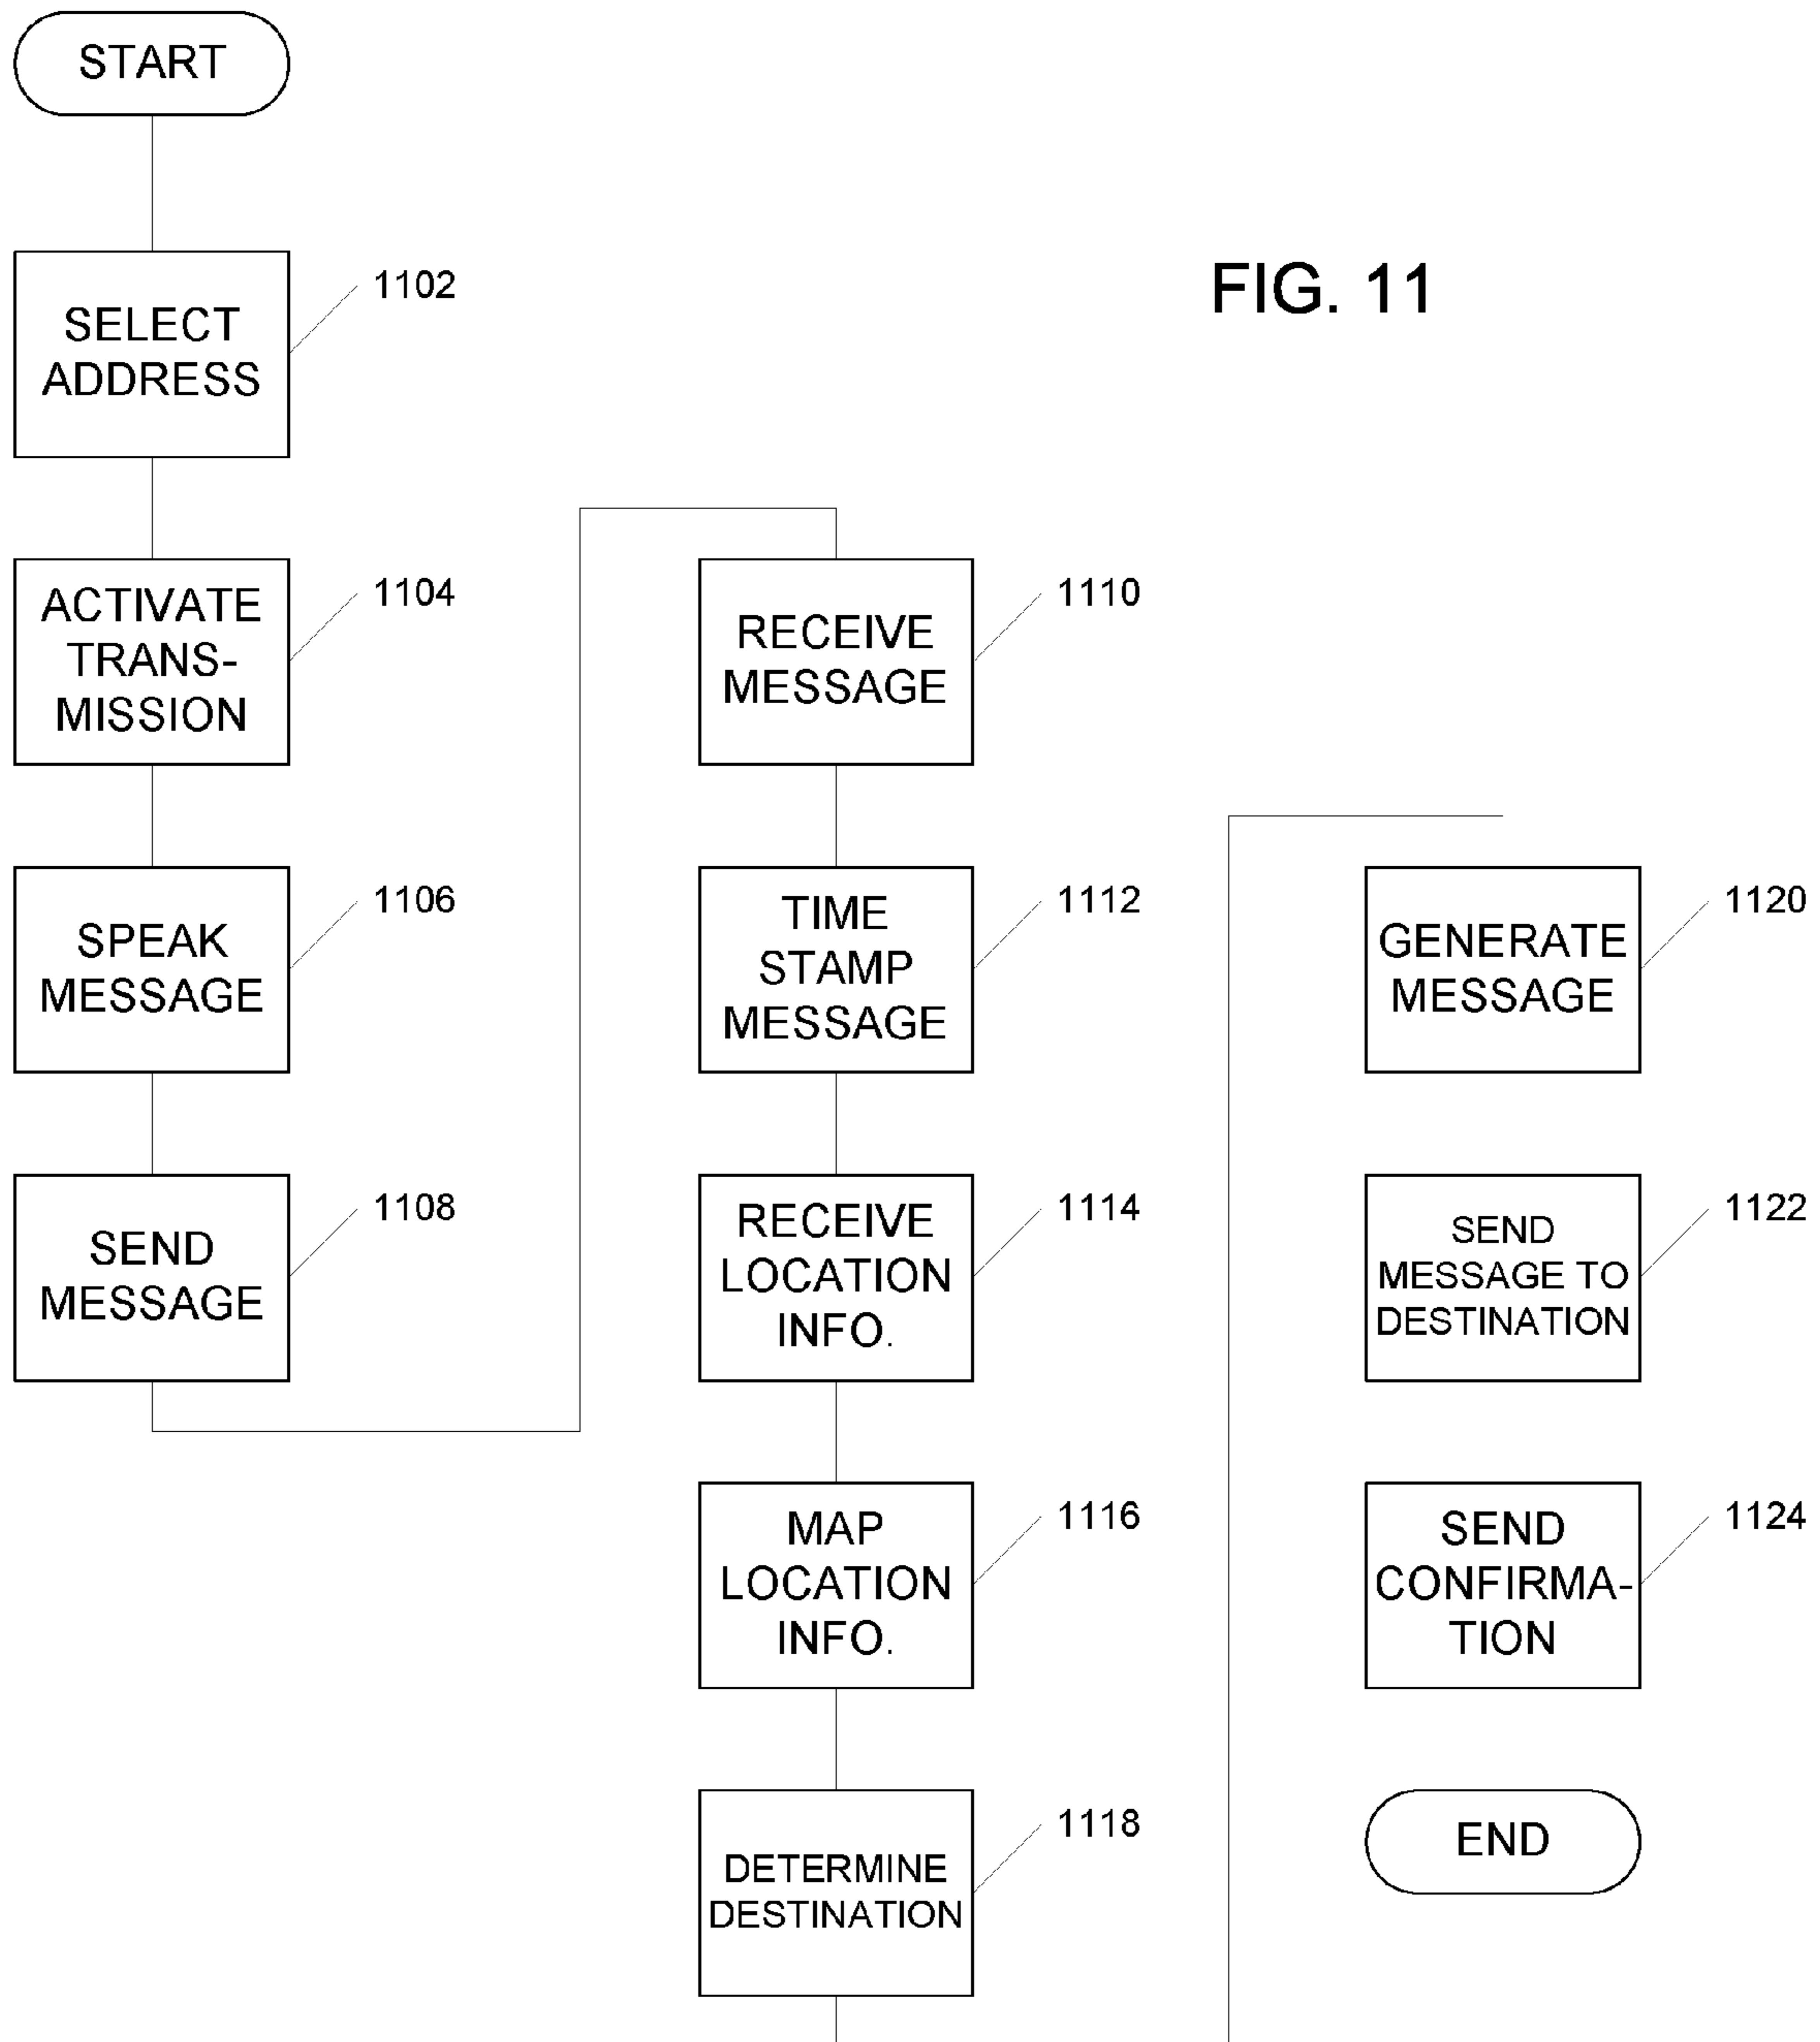 START
SELECT
ADDRESS
1102
FIG. 11
ACTIVATE
TRANS-
MISSION
1104
SPEAK
MESSAGE
1106
SEND
MESSAGE
1108
RECEIVE
MESSAGE
1110
TIME
STAMP
MESSAGE
1112
RECEIVE
LOCATION
INFO.
1114
MAP
LOCATION
INFO.
1116
DETERMINE
DESTINATION
1118
GENERATE
MESSAGE
1120
SEND
MESSAGE TO
DESTINATION
1122
SEND
CONFIRMA-
TION
1124
END